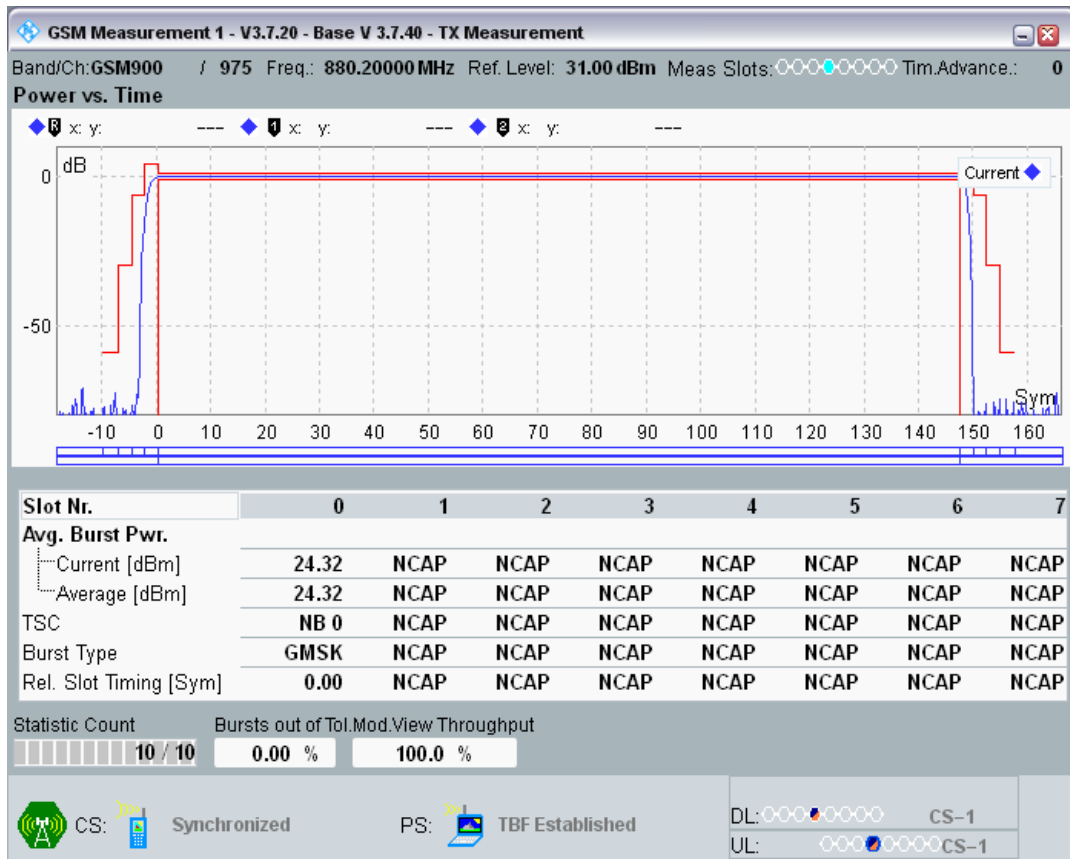 GSM Measurement 1 - V3.7.20 - Base V 3.7.40 - TX Measurement
Band/Ch:GSM900 / 975 Freq.: 880.20000 MHz Ref. Level: 31.00 dBm Meas Slots: Tim.Advance.: 0
Power vs. Time
R x: y: --- 1 x: y: --- 2 x: y: ---
dB
Current
0
-50
Sym
-10 0 10 20 30 40 50 60 70 80 90 100 110 120 130 140 150 160
Slot Nr. 0 1 2 3 4 5 6 7
Avg. Burst Pwr.
Current [dBm] 24.32 NCAP NCAP NCAP NCAP NCAP NCAP NCAP
Average [dBm] 24.32 NCAP NCAP NCAP NCAP NCAP NCAP NCAP
TSC NB 0 NCAP NCAP NCAP NCAP NCAP NCAP NCAP
Burst Type GMSK NCAP NCAP NCAP NCAP NCAP NCAP NCAP
Rel. Slot Timing [Sym] 0.00 NCAP NCAP NCAP NCAP NCAP NCAP NCAP
Statistic Count Bursts out of Tol. Mod.View Throughput
10 / 10 0.00 % 100.0 %
CS: Synchronized PS: TBF Established
DL: CS-1
UL: CS-1